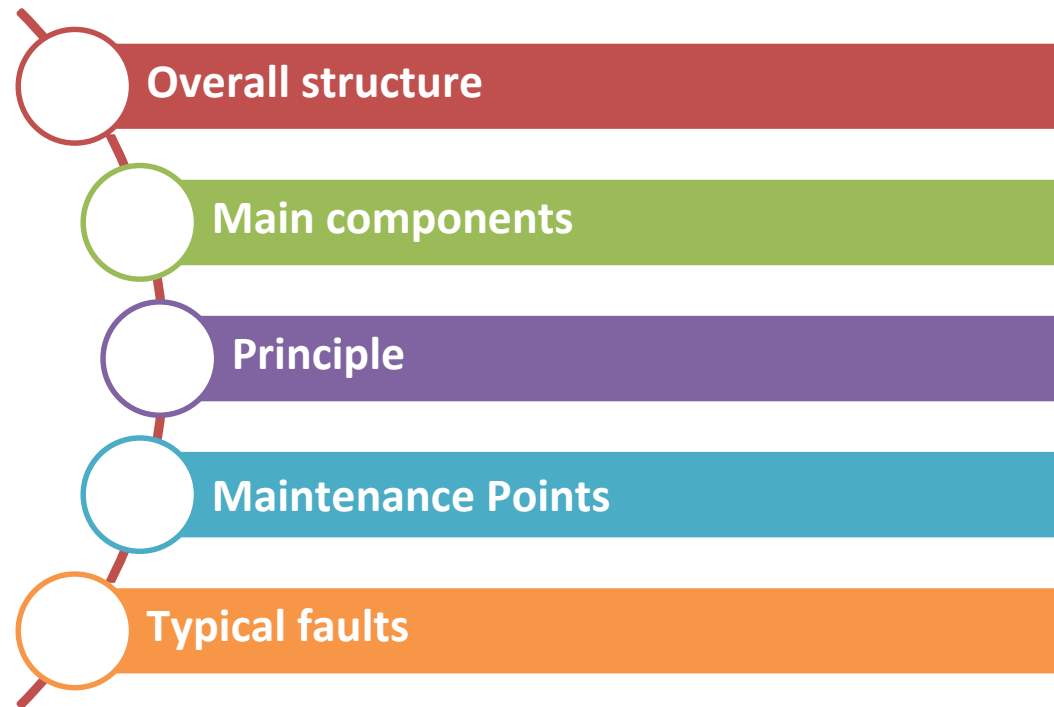 Overall structure
Main components
Principle
Maintenance Points
Typical faults